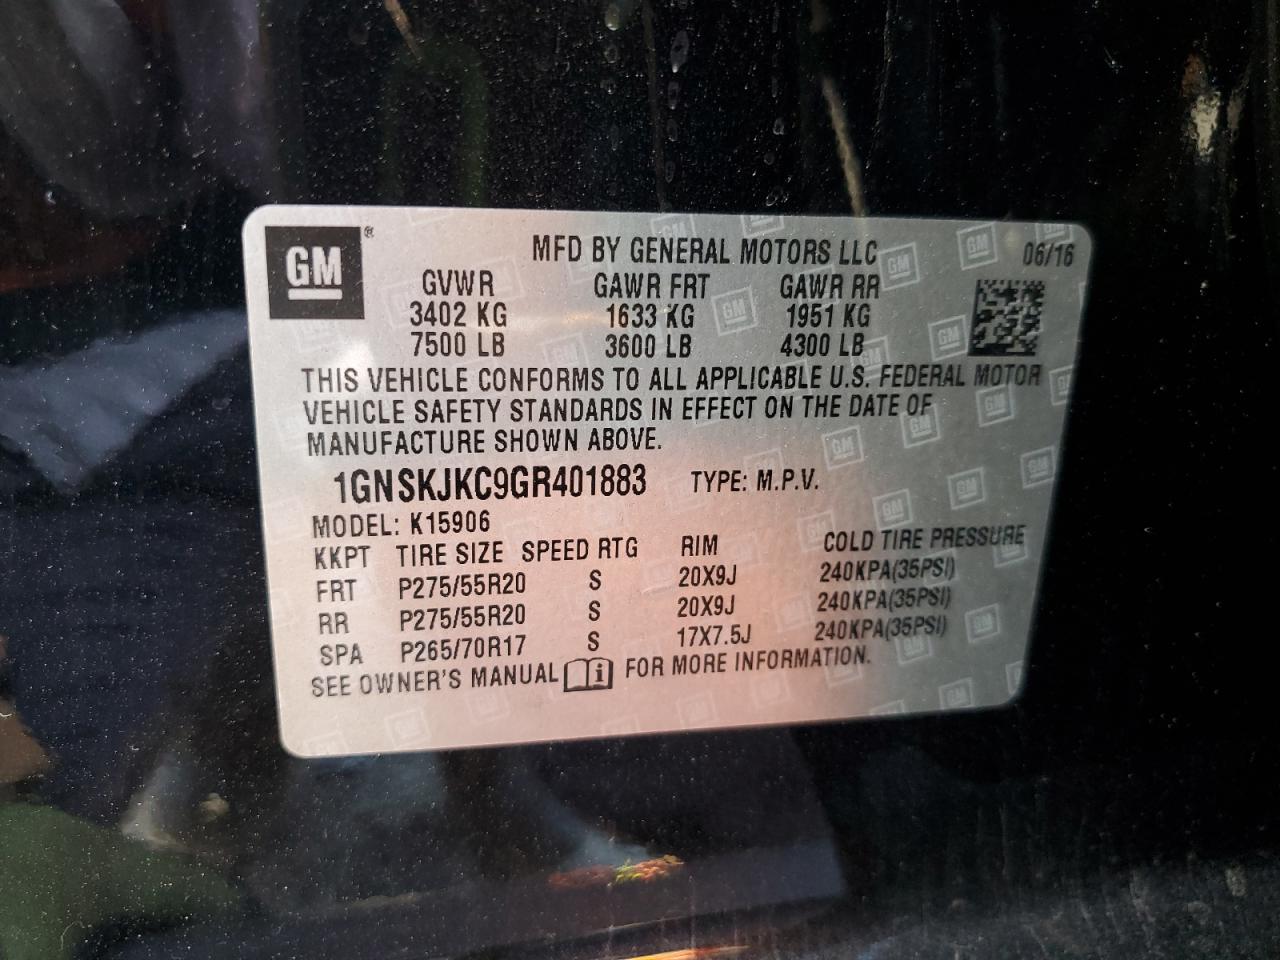 GM®
MFD BY GENERAL MOTORS LLC 06/16
GVWR GAWR FRT GAWR RR
3402 KG 1633 KG 1951 KG
7500 LB 3600 LB 4300 LB
THIS VEHICLE CONFORMS TO ALL APPLICABLE U.S. FEDERAL MOTOR
VEHICLE SAFETY STANDARDS IN EFFECT ON THE DATE OF
MANUFACTURE SHOWN ABOVE.
1GNSKJKC9GR401883 TYPE: M.P.V.
MODEL: K15906
KKPT TIRE SIZE SPEED RTG RIM COLD TIRE PRESSURE
FRT P275/55R20 S 20X9J 240KPA(35PSI)
RR P275/55R20 S 20X9J 240KPA(35PSI)
SPA P265/70R17 S 17X7.5J 240KPA(35PSI)
SEE OWNER'S MANUAL i FOR MORE INFORMATION.